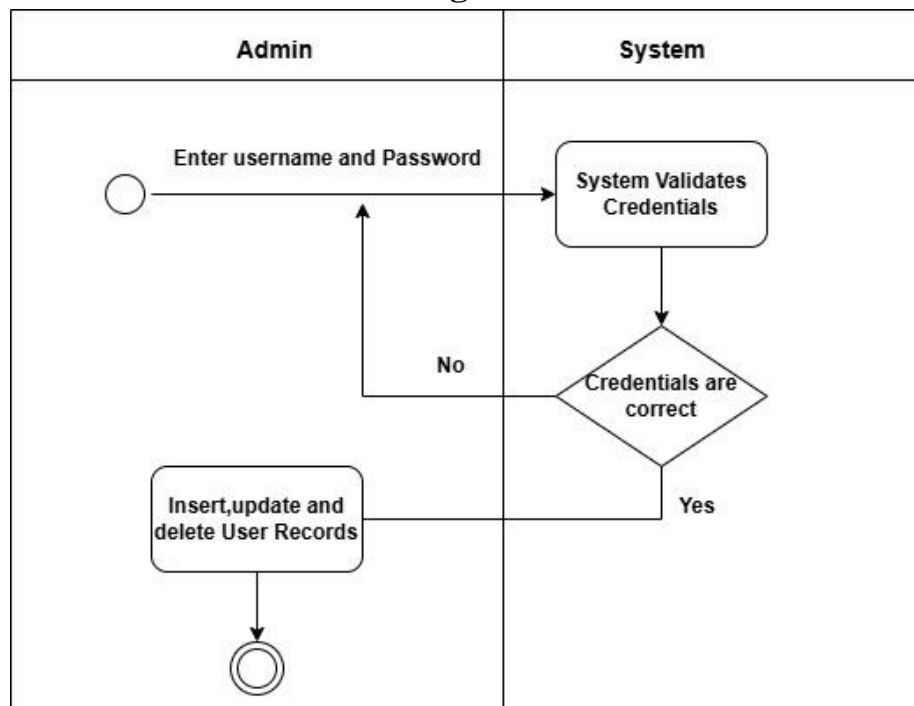 Admin
System
Enter username and Password
System Validates
Credentials
No
Credentials are
correct
Insert,update and
delete User Records
Yes